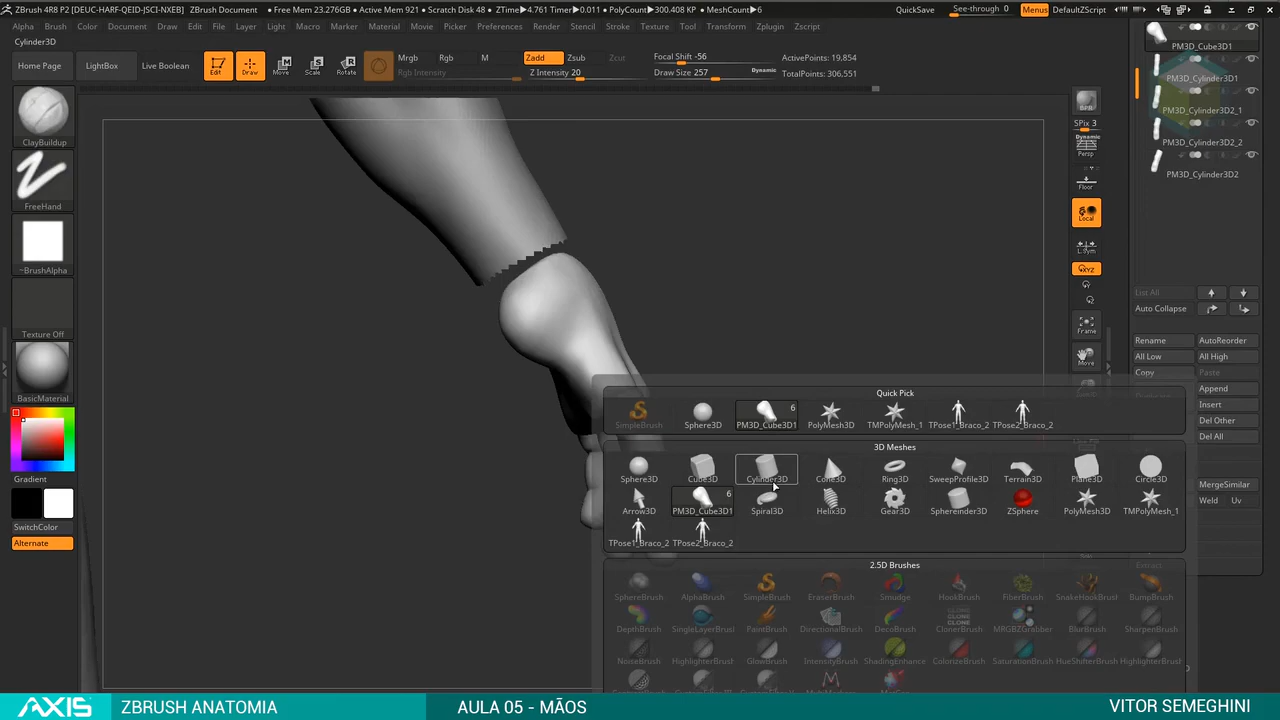 ZBrush 4R8 P2 [DEUC-HARF-QEID-JSCI-NXEB] ZBrush Document • Free Mem 23.276GB • Active Mem 921 • Scratch Disk 48 • ZTime▸4.761 Timer▸0.011 • PolyCount▸300.408 KP • MeshCount▸6 QuickSave See-through 0 Menus DefaultZScript
Alpha Brush Color Document Draw Edit File Layer Light Macro Marker Material Movie Picker Preferences Render Stencil Stroke Texture Tool Transform Zplugin Zscript
Cylinder3D
Home Page LightBox Live Boolean Edit Draw Move Scale Rotate
Mrgb Rgb M Zadd Zsub Zcut
Rgb Intensity Z Intensity 20
Focal Shift -56
Draw Size 257 Dynamic
ActivePoints: 19,854
TotalPoints: 306,551
ClayBuildup
FreeHand
~BrushAlpha
Texture Off
BasicMaterial
Gradient
SwitchColor
Alternate
BPR
SPix 3
Dynamic
Persp
Floor
Local
L.Sym
XYZ
Frame
Move
PM3D_Cube3D1
PM3D_Cylinder3D1
PM3D_Cylinder3D2_1
PM3D_Cylinder3D2_2
PM3D_Cylinder3D2
List All
Auto Collapse
Rename AutoReorder
All Low All High
Copy Paste
Append
Insert
Del Other
Del All
MergeSimilar
Weld Uv
Extract
Quick Pick
SimpleBrush Sphere3D PM3D_Cube3D1 6 PolyMesh3D TMPolyMesh_1 TPose1_Braco_2 TPose2_Braco_2
3D Meshes
Sphere3D Cube3D Cylinder3D Cone3D Ring3D SweepProfile3D Terrain3D Plane3D Circle3D
Arrow3D PM3D_Cube3D1 6 Spiral3D Helix3D Gear3D Sphereinder3D ZSphere PolyMesh3D TMPolyMesh_1
TPose1_Braco_2 TPose2_Braco_2
2.5D Brushes
SphereBrush AlphaBrush SimpleBrush EraserBrush Smudge HookBrush FiberBrush SnakeHookBrush BumpBrush
DepthBrush SingleLayerBrush PaintBrush DirectionalBrush DecoBrush ClonerBrush MRGBZGrabber BlurBrush SharpenBrush
NoiseBrush HighlighterBrush GlowBrush IntensityBrush ShadingEnhance ColorizeBrush SaturationBrush HueShifterBrush HighlighterBrush
AXIS ZBRUSH ANATOMIA AULA 05 - MÃOS VITOR SEMEGHINI